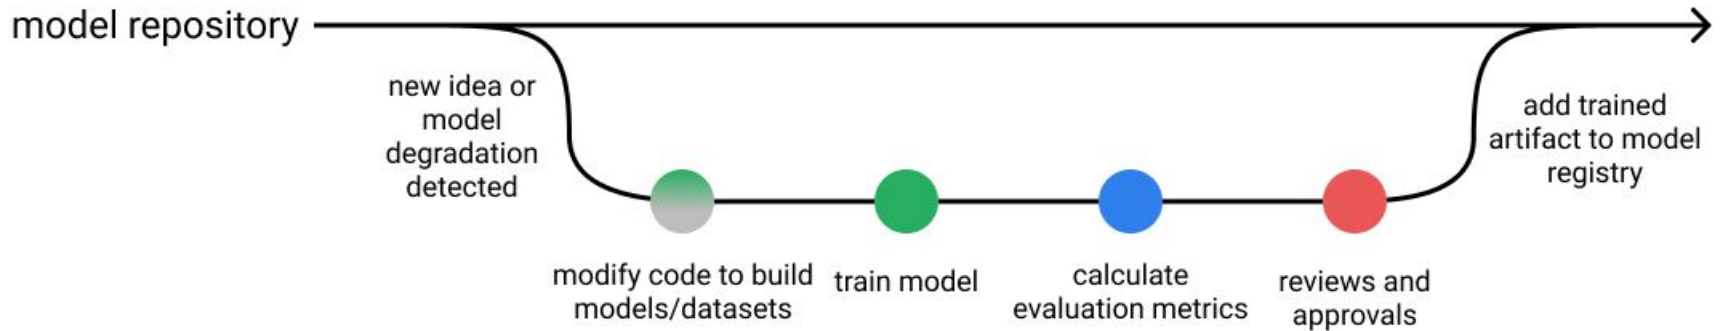 model repository
new idea or
model
degradation
detected
add trained
artifact to model
registry
modify code to build
models/datasets
train model
calculate
evaluation metrics
reviews and
approvals